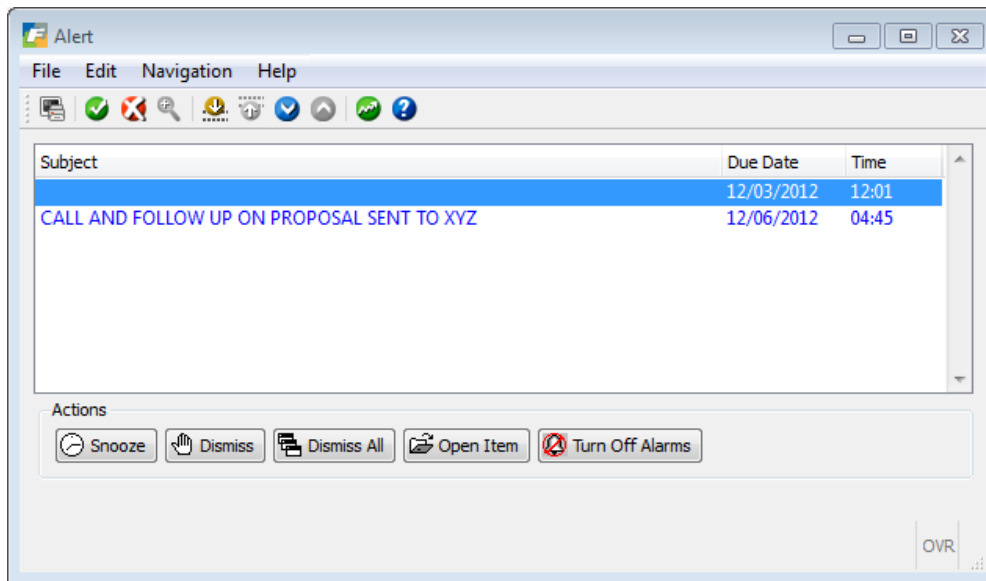 Alert
File Edit Navigation Help
Subject Due Date Time
12/03/2012 12:01
CALL AND FOLLOW UP ON PROPOSAL SENT TO XYZ 12/06/2012 04:45
Actions
Snooze Dismiss Dismiss All Open Item Turn Off Alarms
OVR